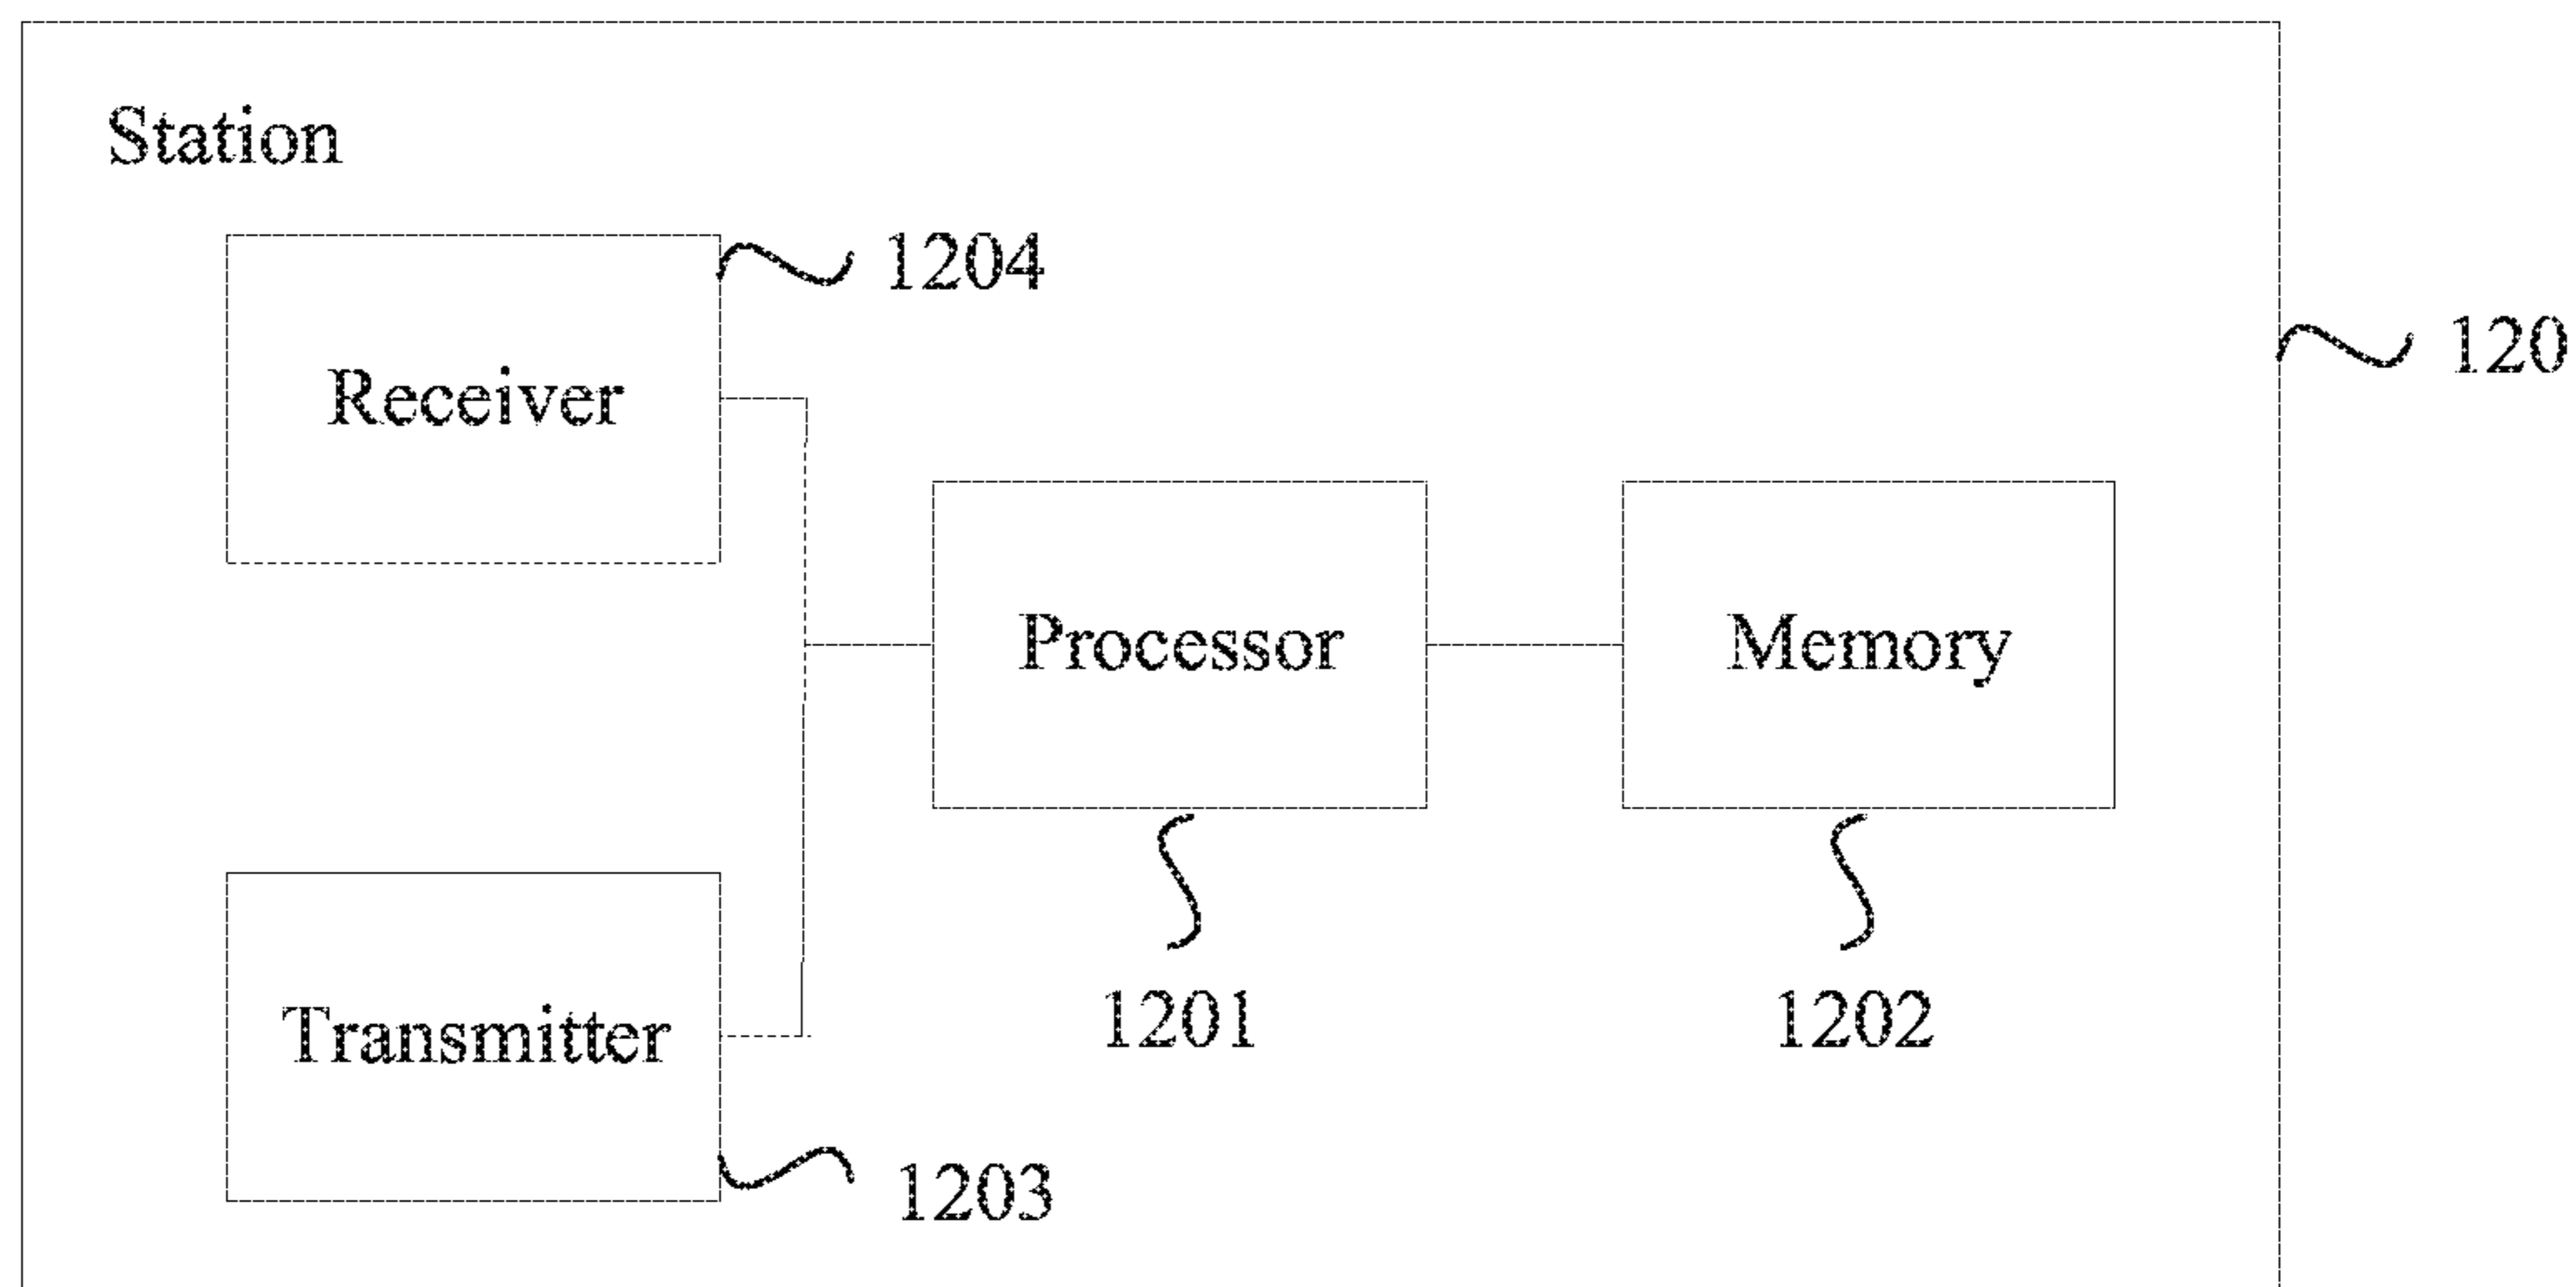 Station
1204
120
Receiver
Processor
Memory
1201
1202
Transmitter
1203